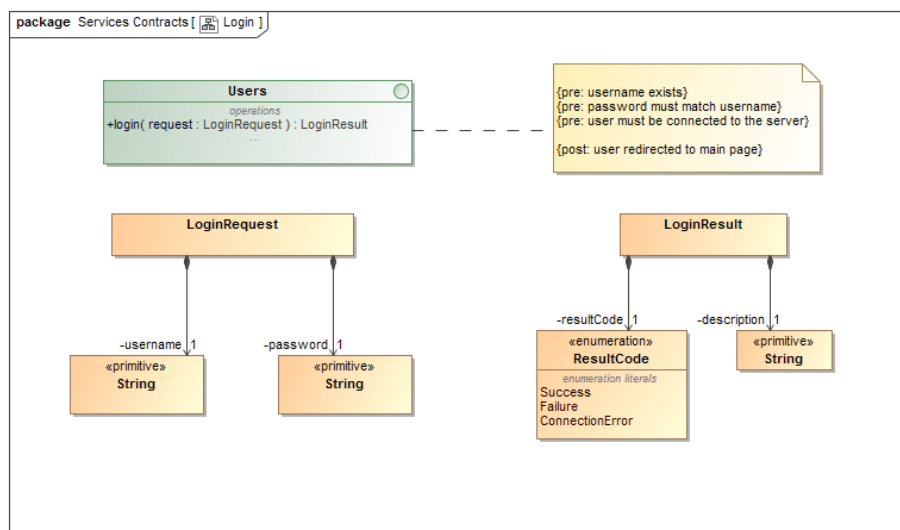 package Services Contracts [ Login ]
Users
operations
+login( request : LoginRequest ) : LoginResult
...
{pre: username exists}
{pre: password must match username}
{pre: user must be connected to the server}
{post: user redirected to main page}
LoginRequest
LoginResult
-username 1
-password 1
-resultCode 1
-description 1
«primitive»
String
«primitive»
String
«enumeration»
ResultCode
enumeration literals
Success
Failure
ConnectionError
«primitive»
String